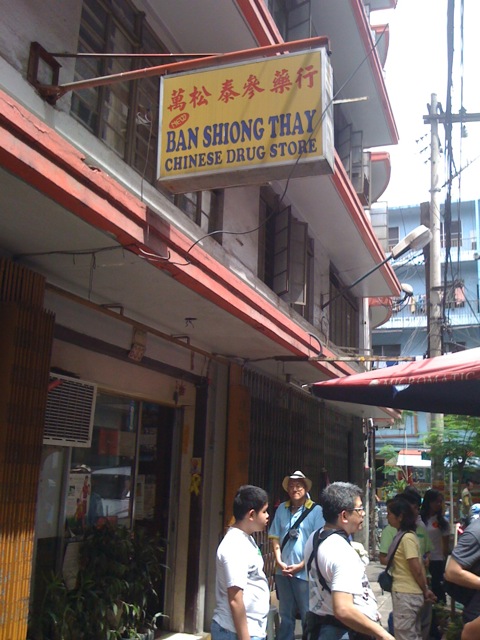 萬松泰參藥行
BAN SHIONG THAY
CHINESE DRUG STORE